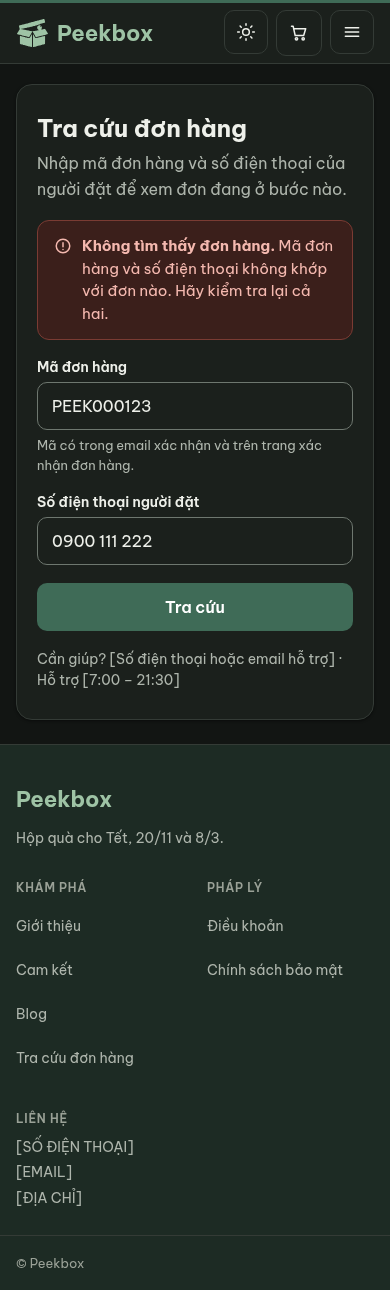 Peekbox
Tra cứu đơn hàng
Nhập mã đơn hàng và số điện thoại của
người đặt để xem đơn đang ở bước nào.
Không tìm thấy đơn hàng. Mã đơn
hàng và số điện thoại không khớp
với đơn nào. Hãy kiểm tra lại cả
hai.
Mã đơn hàng
PEEK000123
Mã có trong email xác nhận và trên trang xác
nhận đơn hàng.
Số điện thoại người đặt
0900 111 222
Tra cứu
Cần giúp? [Số điện thoại hoặc email hỗ trợ] ·
Hỗ trợ [7:00 – 21:30]
Peekbox
Hộp quà cho Tết, 20/11 và 8/3.
KHÁM PHÁ
Giới thiệu
Cam kết
Blog
Tra cứu đơn hàng
PHÁP LÝ
Điều khoản
Chính sách bảo mật
LIÊN HỆ
[SỐ ĐIỆN THOẠI]
[EMAIL]
[ĐỊA CHỈ]
© Peekbox